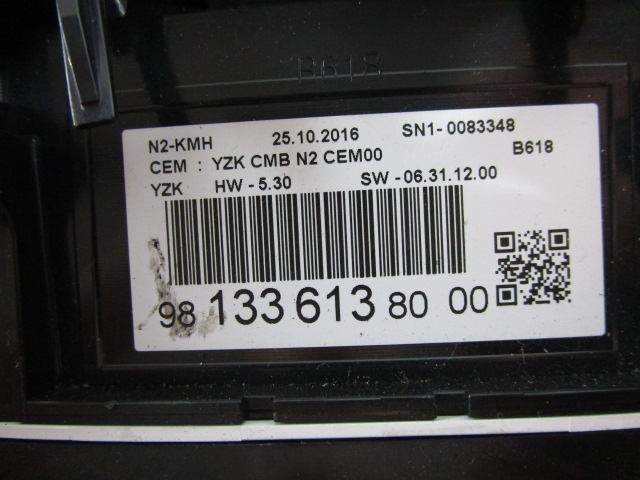 B618
N2-KMH 25.10.2016 SN1- 0083348
CEM : YZK CMB N2 CEM00 B618
YZK HW - 5.30 SW - 06.31.12.00
98 133 613 80 00